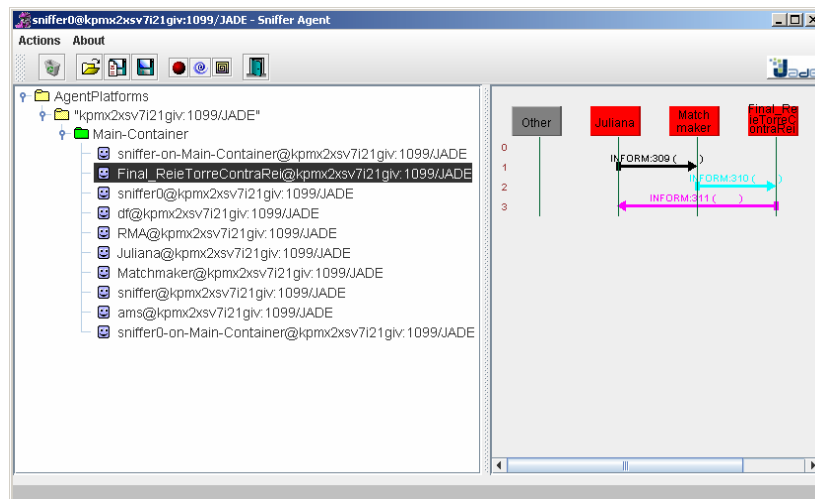 sniffer0@kpmx2xsv7i21giv:1099/JADE - Sniffer Agent
Actions About
Jade
AgentPlatforms
"kpmx2xsv7i21giv:1099/JADE"
Main-Container
sniffer-on-Main-Container@kpmx2xsv7i21giv:1099/JADE
Final_ReieTorreContraRei@kpmx2xsv7i21giv:1099/JADE
sniffer0@kpmx2xsv7i21giv:1099/JADE
df@kpmx2xsv7i21giv:1099/JADE
RMA@kpmx2xsv7i21giv:1099/JADE
Juliana@kpmx2xsv7i21giv:1099/JADE
Matchmaker@kpmx2xsv7i21giv:1099/JADE
sniffer@kpmx2xsv7i21giv:1099/JADE
ams@kpmx2xsv7i21giv:1099/JADE
sniffer0-on-Main-Container@kpmx2xsv7i21giv:1099/JADE
Other
Juliana
Match
maker
Final_Re
ieTorreC
ontraRei
0
1
2
3
INFORM:309 ( )
INFORM:310 ( )
INFORM:311 ( )